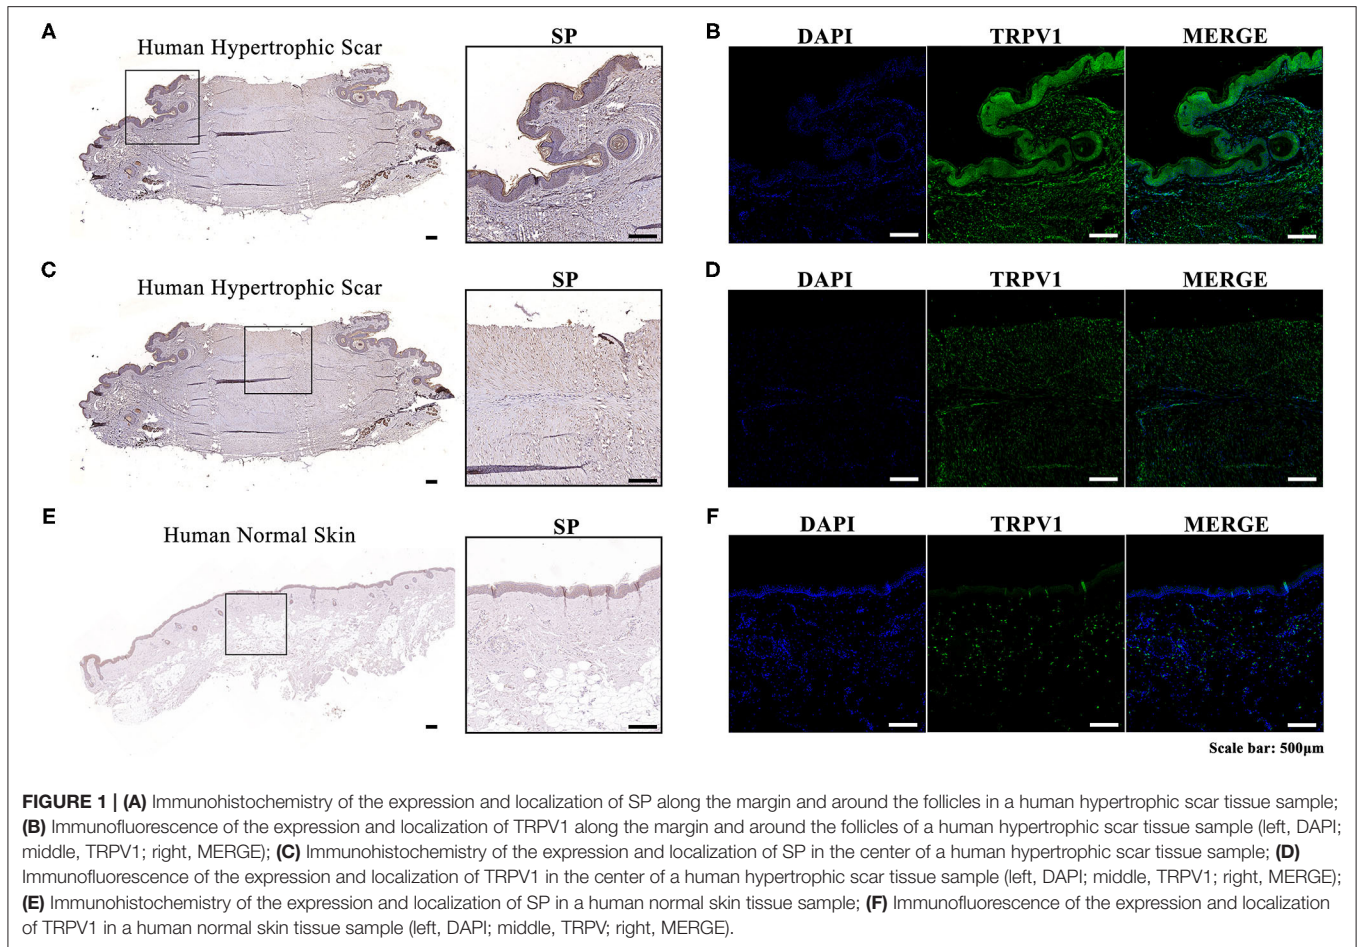 A
Human Hypertrophic Scar
SP
B
DAPI
TRPV1
MERGE
C
Human Hypertrophic Scar
SP
D
DAPI
TRPV1
MERGE
E
Human Normal Skin
SP
F
DAPI
TRPV1
MERGE
Scale bar: 500μm
FIGURE 1 | (A) Immunohistochemistry of the expression and localization of SP along the margin and around the follicles in a human hypertrophic scar tissue sample;
(B) Immunofluorescence of the expression and localization of TRPV1 along the margin and around the follicles of a human hypertrophic scar tissue sample (left, DAPI;
middle, TRPV1; right, MERGE); (C) Immunohistochemistry of the expression and localization of SP in the center of a human hypertrophic scar tissue sample; (D)
Immunofluorescence of the expression and localization of TRPV1 in the center of a human hypertrophic scar tissue sample (left, DAPI; middle, TRPV1; right, MERGE);
(E) Immunohistochemistry of the expression and localization of SP in a human normal skin tissue sample; (F) Immunofluorescence of the expression and localization
of TRPV1 in a human normal skin tissue sample (left, DAPI; middle, TRPV; right, MERGE).